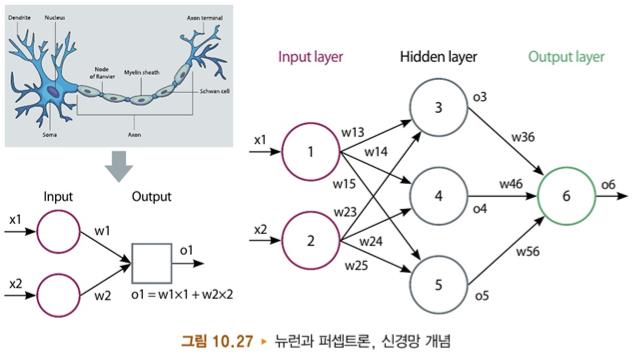 Dendrite
Nucleus
Axon terminal
Node
of Ranvier
Myelin sheath
Schwan cell
Soma
Axon
Input
Output
x1
w1
o1
x2
w2
o1 = w1×1 + w2×2
Input layer
Hidden layer
Output layer
x1
1
w13
w14
w15
x2
2
w23
w24
w25
3
o3
w36
4
w46
o4
5
w56
o5
6
o6
그림 10.27 ▸ 뉴런과 퍼셉트론, 신경망 개념